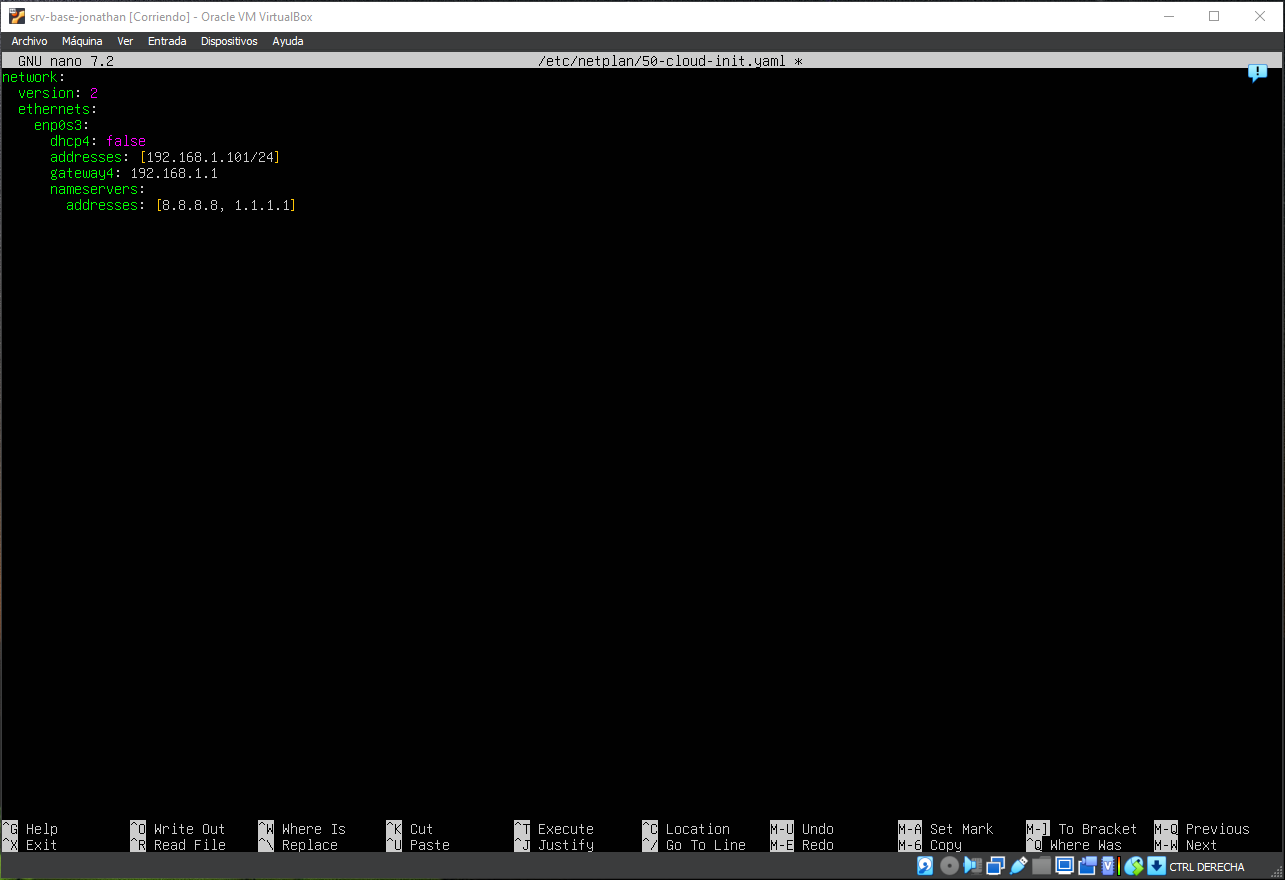 srv-base-jonathan [Corriendo] - Oracle VM VirtualBox
Archivo Máquina Ver Entrada Dispositivos Ayuda
GNU nano 7.2 /etc/netplan/50-cloud-init.yaml *
network:
  version: 2
  ethernets:
    enp0s3:
      dhcp4: false
      addresses: [192.168.1.101/24]
      gateway4: 192.168.1.1
      nameservers:
        addresses: [8.8.8.8, 1.1.1.1]
^G Help ^O Write Out ^W Where Is ^K Cut ^T Execute ^C Location M-U Undo M-A Set Mark M-] To Bracket M-Q Previous
^X Exit ^R Read File ^\ Replace ^U Paste ^J Justify ^/ Go To Line M-E Redo M-6 Copy ^Q Where Was M-W Next
CTRL DERECHA